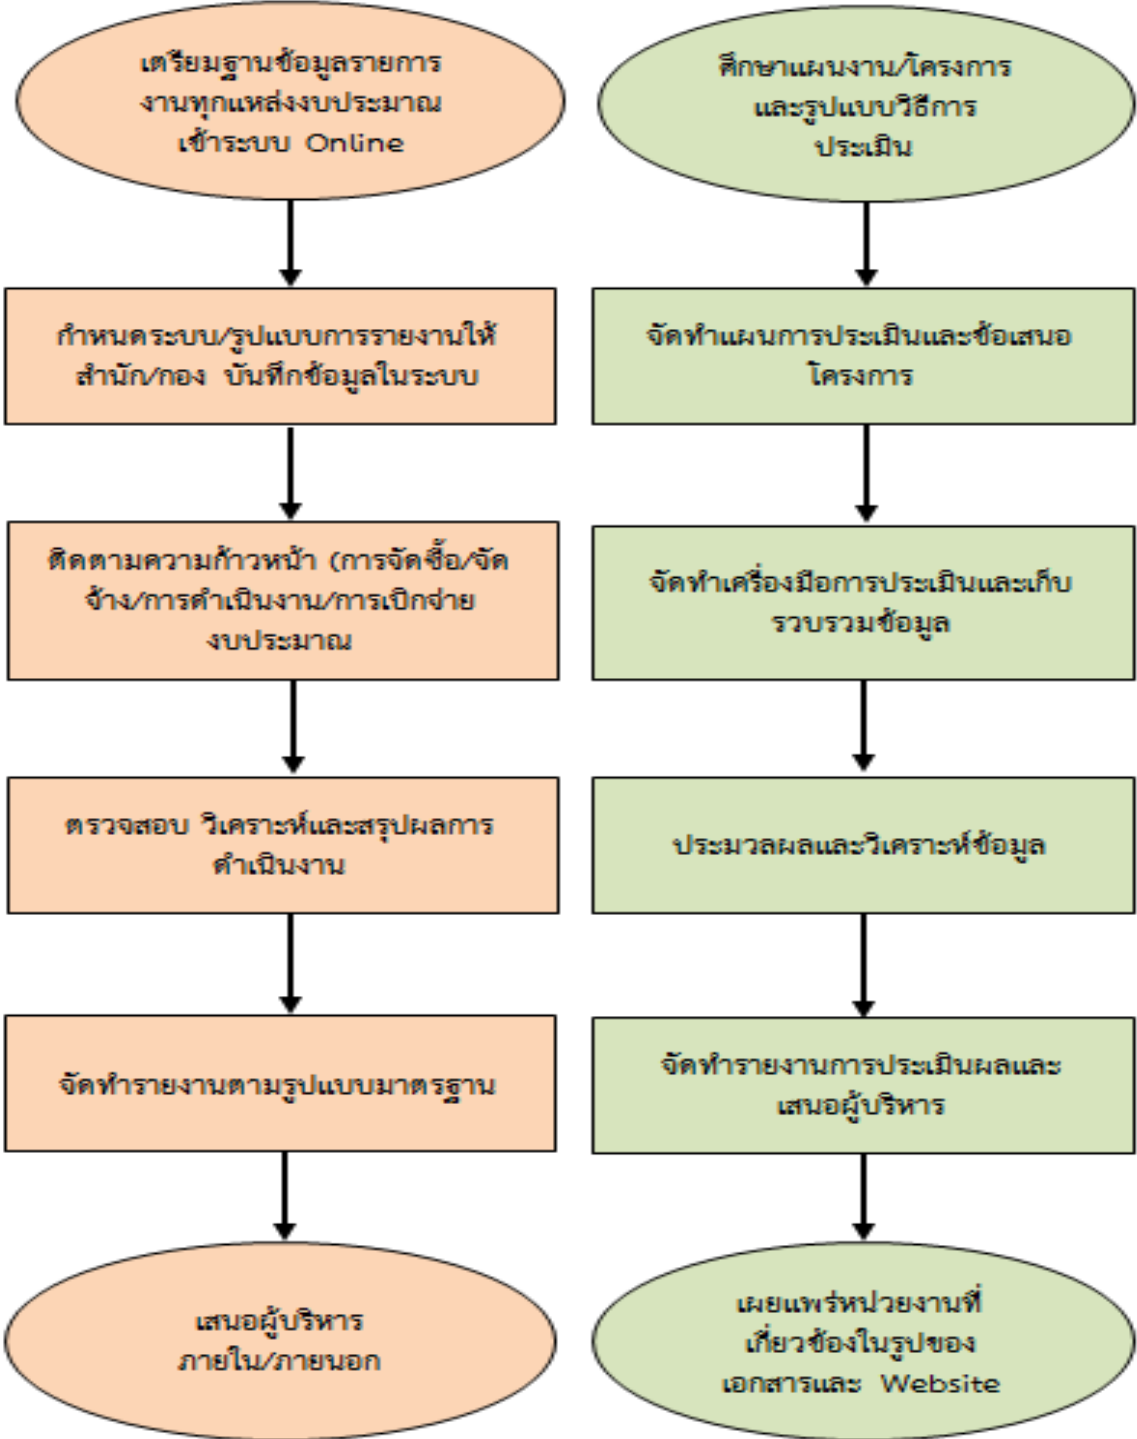 เตรียมฐานข้อมูลรายการ
งานทุกแหล่งงบประมาณ
เข้าระบบ Online
กำหนดระบบ/รูปแบบการรายงานให้
สำนัก/กอง บันทึกข้อมูลในระบบ
ติดตามความก้าวหน้า (การจัดซื้อ/จัด
จ้าง/การดำเนินงาน/การเบิกจ่าย
งบประมาณ
ตรวจสอบ วิเคราะห์และสรุปผลการ
ดำเนินงาน
จัดทำรายงานตามรูปแบบมาตรฐาน
เสนอผู้บริหาร
ภายใน/ภายนอก
ศึกษาแผนงาน/โครงการ
และรูปแบบวิธีการ
ประเมิน
จัดทำแผนการประเมินและข้อเสนอ
โครงการ
จัดทำเครื่องมือการประเมินและเก็บ
รวบรวมข้อมูล
ประมวลผลและวิเคราะห์ข้อมูล
จัดทำรายงานการประเมินผลและ
เสนอผู้บริหาร
เผยแพร่หน่วยงานที่
เกี่ยวข้องในรูปของ
เอกสารและ Website